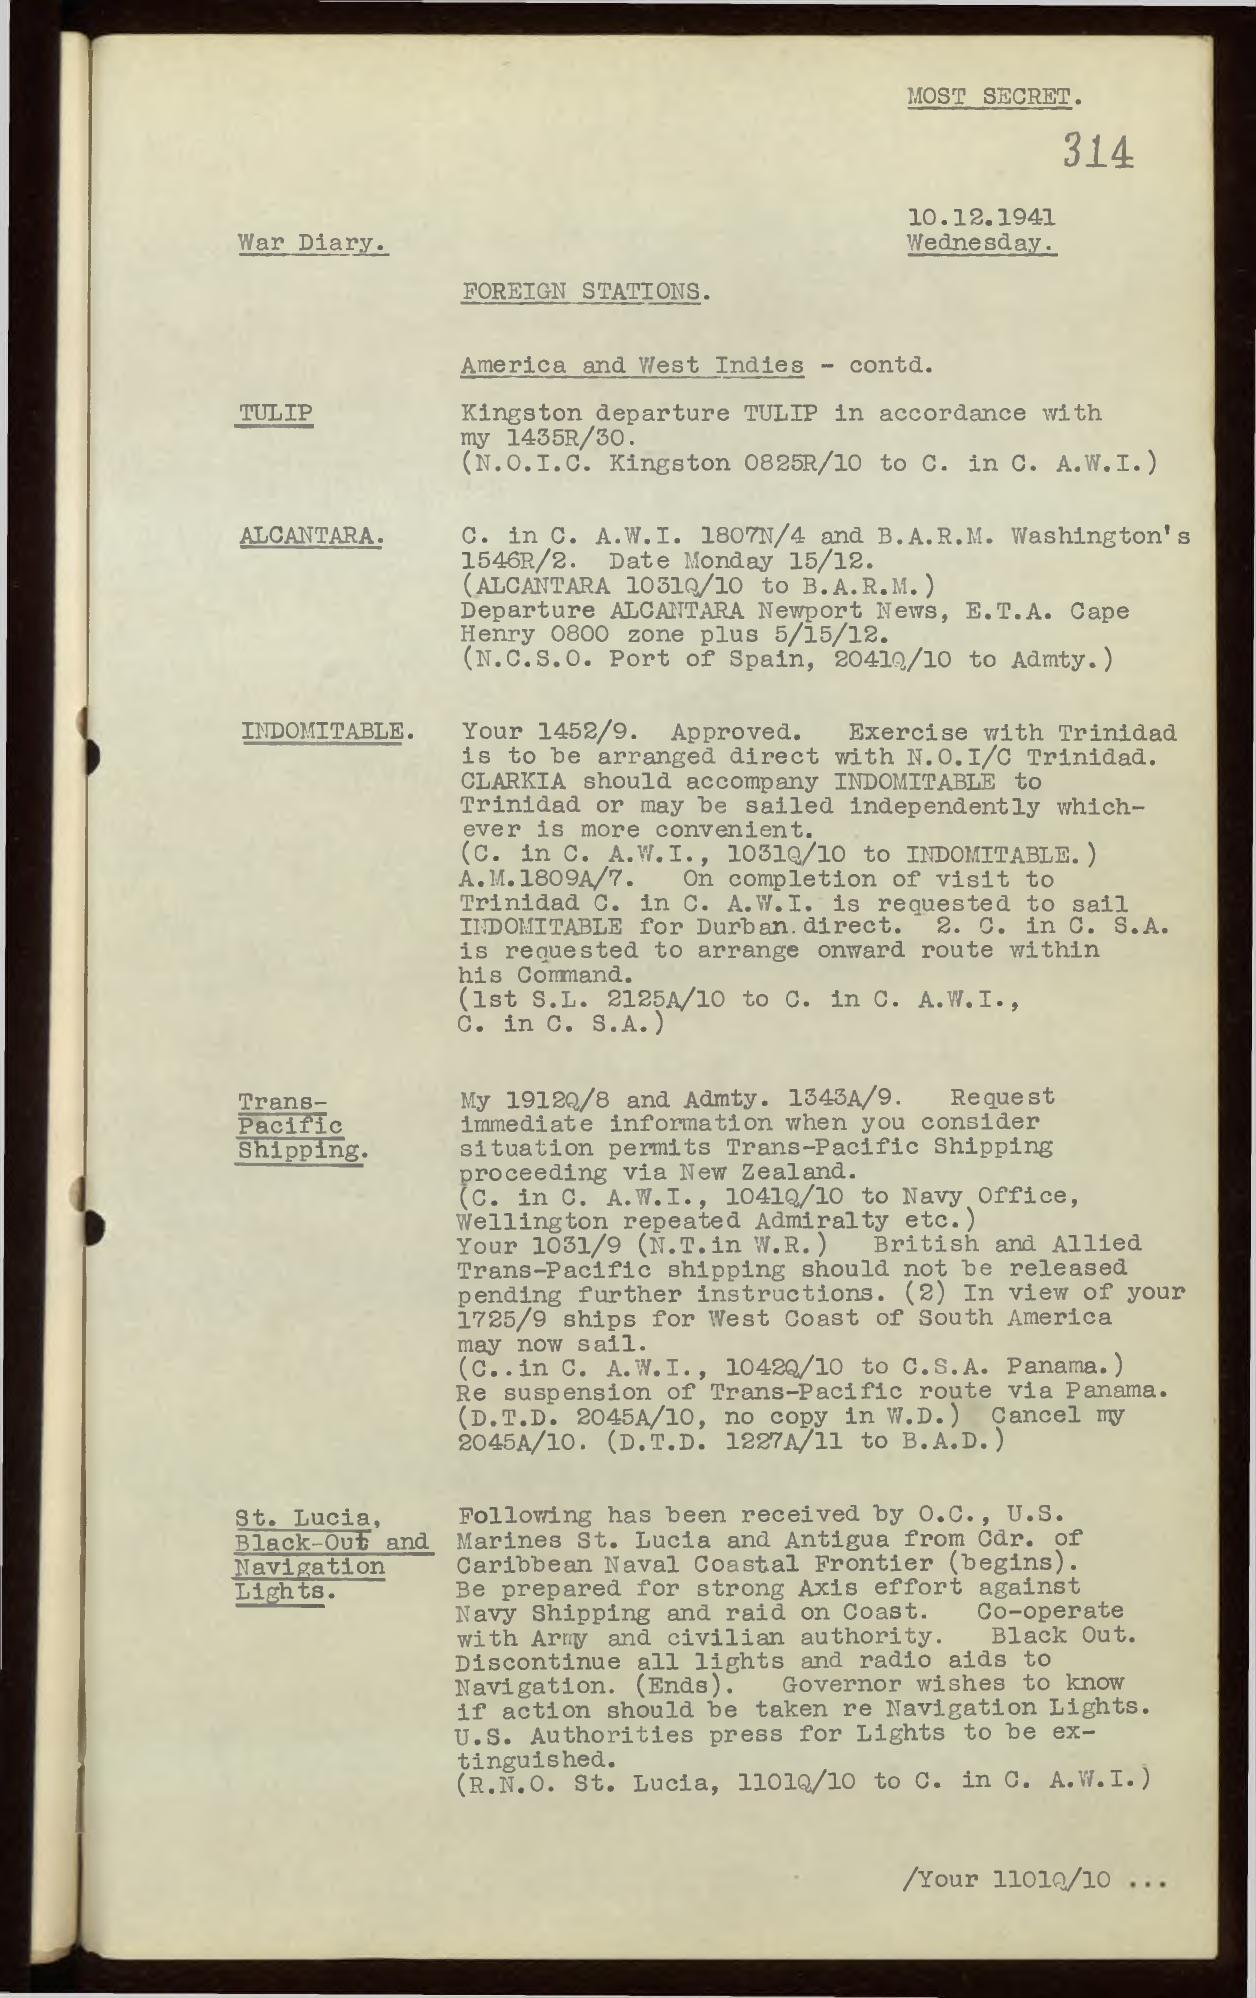 MOST SECRET.
314
10.12.1941
War Diary.
Wednesday.
FOREIGN STATIONS.
America and West Indies - contd.
TULIP
Kingston departure TULIP in accordance with
my 1435R/30.
(N.O.I.C. Kingston 0825R/10 to C. in C. A.W.I.)
ALCANTARA.
C. in C. A.W.I. 1807N/4 and B.A.R.M. Washington's
1546R/2. Date Monday 15/12.
(ALCANTARA 1031Q/10 to B.A.R.M.)
Departure ALCANTARA Newport News, E.T.A. Cape
Henry 0800 zone plus 5/15/12.
(N.C.S.O. Port of Spain, 2041Q/10 to Admty.)
INDOMITABLE.
Your 1452/9. Approved. Exercise with Trinidad
is to be arranged direct with N.O.I/C Trinidad.
CLARKIA should accompany INDOMITABLE to
Trinidad or may be sailed independently which-
ever is more convenient.
(C. in C. A.W.I., 1031Q/10 to INDOMITABLE.)
A.M.1809A/7. On completion of visit to
Trinidad C. in C. A.W.I. is requested to sail
INDOMITABLE for Durban.direct. 2. C. in C. S.A.
is requested to arrange onward route within
his Command.
(1st S.L. 2125A/10 to C. in C. A.W.I.,
C. in C. S.A.)
Trans-
Pacific
Shipping.
My 1912Q/8 and Admty. 1343A/9. Request
immediate information when you consider
situation permits Trans-Pacific Shipping
proceeding via New Zealand.
(C. in C. A.W.I., 1041Q/10 to Navy Office,
Wellington repeated Admiralty etc.)
Your 1031/9 (N.T.in W.R.) British and Allied
Trans-Pacific shipping should not be released
pending further instructions. (2) In view of your
1725/9 ships for West Coast of South America
may now sail.
(C..in C. A.W.I., 1042Q/10 to C.S.A. Panama.)
Re suspension of Trans-Pacific route via Panama.
(D.T.D. 2045A/10, no copy in W.D.) Cancel my
2045A/10. (D.T.D. 1227A/11 to B.A.D.)
St. Lucia,
Black-Out and
Navigation
Lights.
Following has been received by O.C., U.S.
Marines St. Lucia and Antigua from Cdr. of
Caribbean Naval Coastal Frontier (begins).
Be prepared for strong Axis effort against
Navy Shipping and raid on Coast. Co-operate
with Army and civilian authority. Black Out.
Discontinue all lights and radio aids to
Navigation. (Ends). Governor wishes to know
if action should be taken re Navigation Lights.
U.S. Authorities press for Lights to be ex-
tinguished.
(R.N.O. St. Lucia, 1101Q/10 to C. in C. A.W.I.)
/Your 1101Q/10 ...